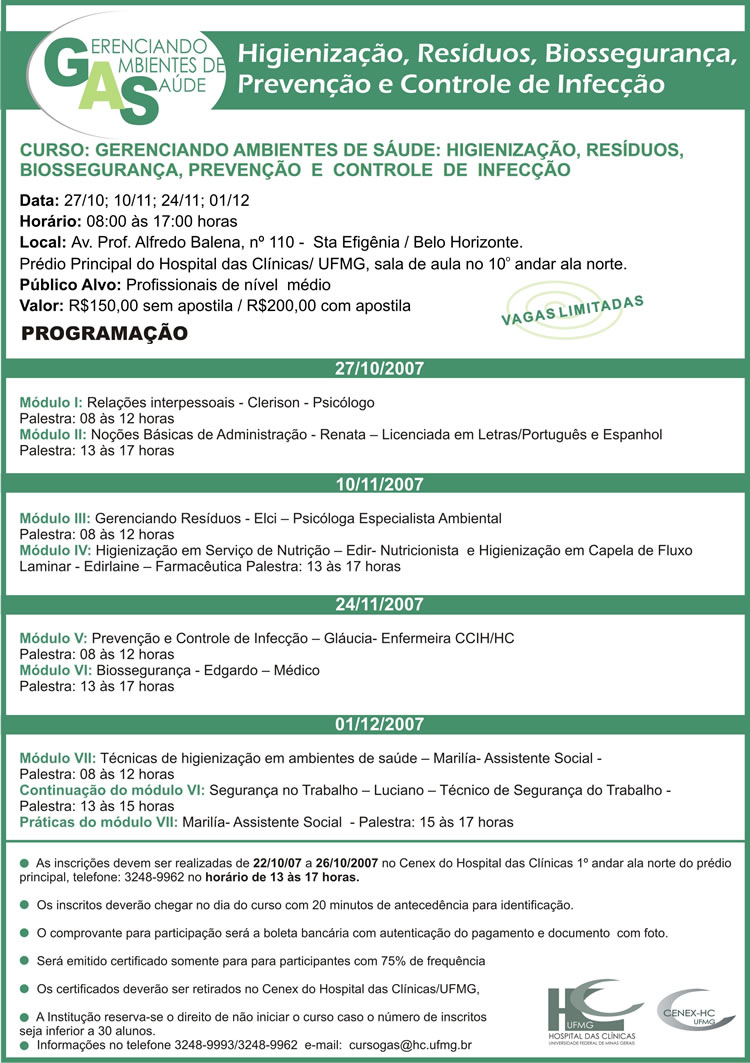 GERENCIANDO
AMBIENTES DE
SAÚDE
Higienização, Resíduos, Biossegurança,
Prevenção e Controle de Infecção
CURSO: GERENCIANDO AMBIENTES DE SÁUDE: HIGIENIZAÇÃO, RESÍDUOS,
BIOSSEGURANÇA, PREVENÇÃO E CONTROLE DE INFECÇÃO
Data: 27/10; 10/11; 24/11; 01/12
Horário: 08:00 às 17:00 horas
Local: Av. Prof. Alfredo Balena, nº 110 - Sta Efigênia / Belo Horizonte.
Prédio Principal do Hospital das Clínicas/ UFMG, sala de aula no 10º andar ala norte.
Público Alvo: Profissionais de nível médio
Valor: R$150,00 sem apostila / R$200,00 com apostila
VAGAS LIMITADAS
PROGRAMAÇÃO
27/10/2007
Módulo I: Relações interpessoais - Clerison - Psicólogo
Palestra: 08 às 12 horas
Módulo II: Noções Básicas de Administração - Renata – Licenciada em Letras/Português e Espanhol
Palestra: 13 às 17 horas
10/11/2007
Módulo III: Gerenciando Resíduos - Elci – Psicóloga Especialista Ambiental
Palestra: 08 às 12 horas
Módulo IV: Higienização em Serviço de Nutrição – Edir- Nutricionista e Higienização em Capela de Fluxo
Laminar - Edirlaine – Farmacêutica Palestra: 13 às 17 horas
24/11/2007
Módulo V: Prevenção e Controle de Infecção – Gláucia- Enfermeira CCIH/HC
Palestra: 08 às 12 horas
Módulo VI: Biossegurança - Edgardo – Médico
Palestra: 13 às 17 horas
01/12/2007
Módulo VII: Técnicas de higienização em ambientes de saúde – Marilía- Assistente Social -
Palestra: 08 às 12 horas
Continuação do módulo VI: Segurança no Trabalho – Luciano – Técnico de Segurança do Trabalho -
Palestra: 13 às 15 horas
Práticas do módulo VII: Marilía- Assistente Social - Palestra: 15 às 17 horas
● As inscrições devem ser realizadas de 22/10/07 a 26/10/2007 no Cenex do Hospital das Clínicas 1º andar ala norte do prédio
principal, telefone: 3248-9962 no horário de 13 às 17 horas.
● Os inscritos deverão chegar no dia do curso com 20 minutos de antecedência para identificação.
● O comprovante para participação será a boleta bancária com autenticação do pagamento e documento com foto.
● Será emitido certificado somente para para participantes com 75% de frequência
● Os certificados deverão ser retirados no Cenex do Hospital das Clínicas/UFMG,
● A Institução reserva-se o direito de não iniciar o curso caso o número de inscritos
seja inferior a 30 alunos.
● Informações no telefone 3248-9993/3248-9962 e-mail: cursogas@hc.ufmg.br
HC
UFMG
HOSPITAL DAS CLÍNICAS
UNIVERSIDADE FEDERAL DE MINAS GERAIS
CENEX-HC
UFMG